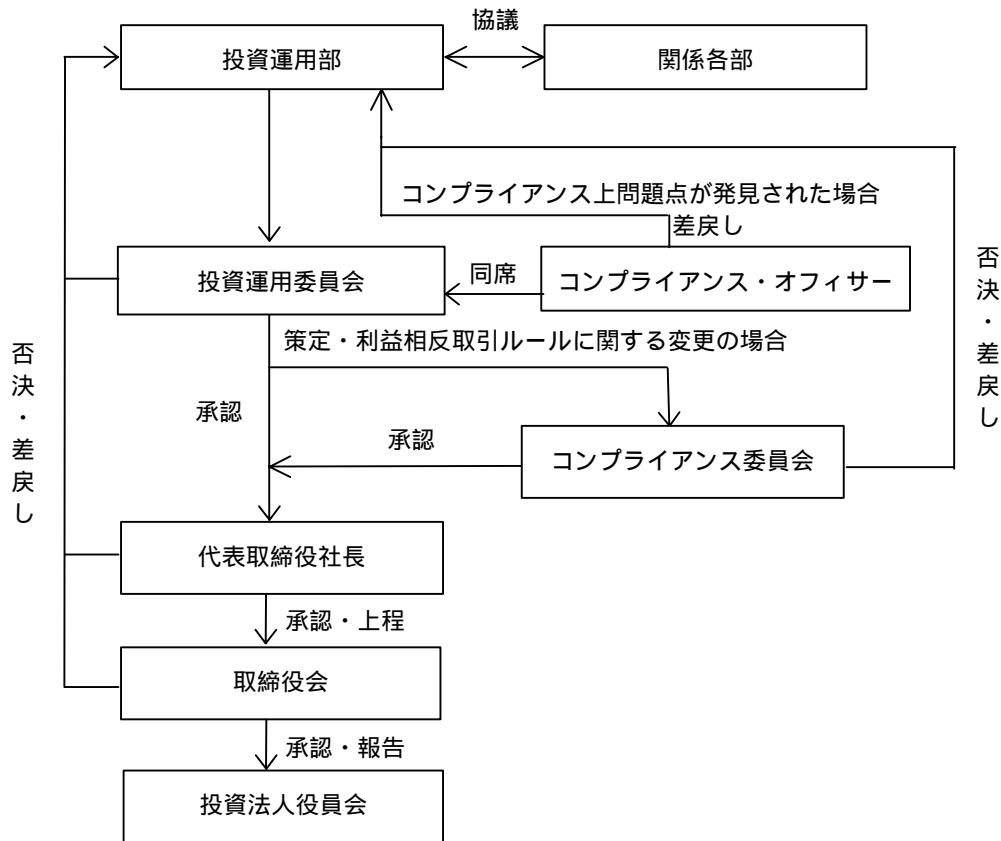 協議
投資運用部
関係各部
コンプライアンス上問題点が発見された場合
差戻し
投資運用委員会
同席
コンプライアンス・オフィサー
否決・差戻し
策定・利益相反取引ルールに関する変更の場合
否決・差戻し
承認
承認
コンプライアンス委員会
代表取締役社長
承認・上程
取締役会
承認・報告
投資法人役員会